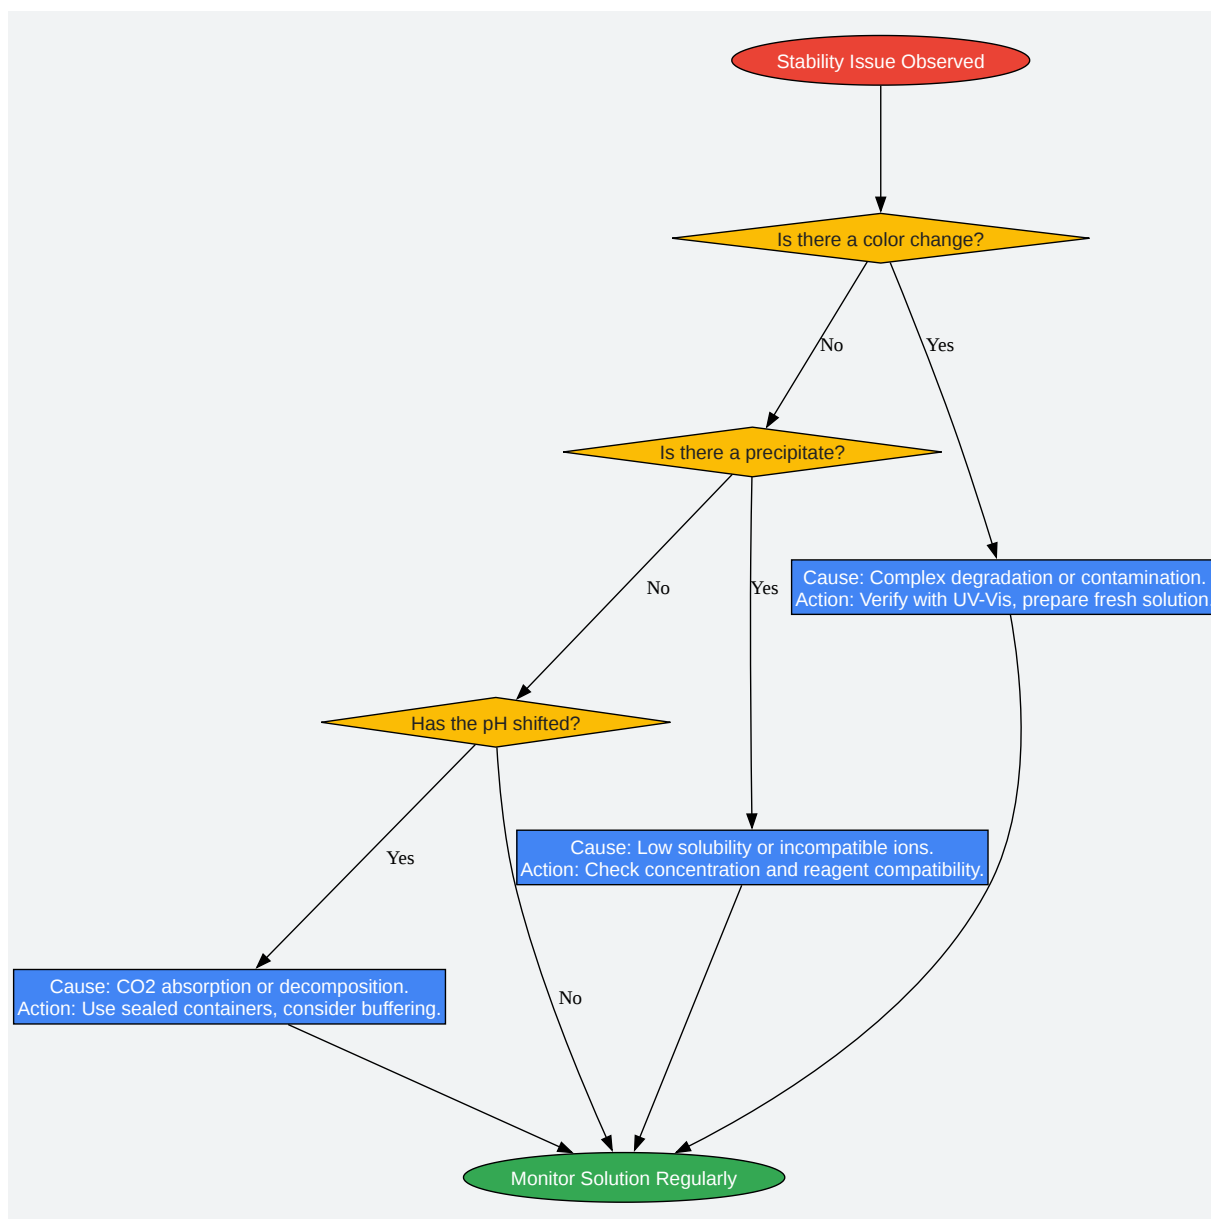 Stability Issue Observed
Is there a color change?
No
Yes
Is there a precipitate?
Cause: Complex degradation or contamination.
Action: Verify with UV-Vis, prepare fresh solution.
No
Yes
Has the pH shifted?
Yes
Cause: Low solubility or incompatible ions.
Action: Check concentration and reagent compatibility.
Cause: CO2 absorption or decomposition.
Action: Use sealed containers, consider buffering.
No
Monitor Solution Regularly